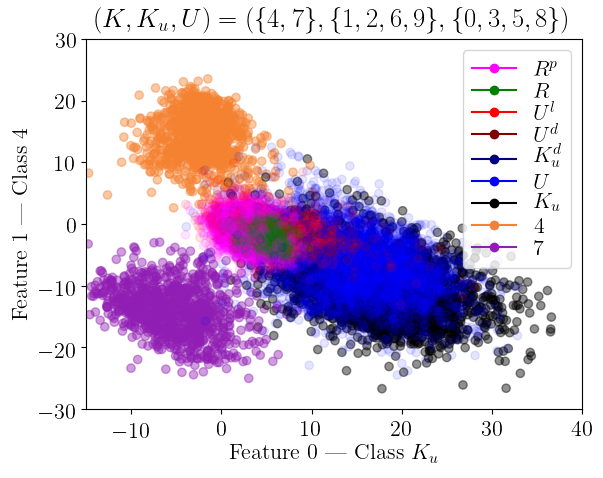 (K, K_u, U) = ({4, 7}, {1, 2, 6, 9}, {0, 3, 5, 8})
30
20
10
0
−10
−20
−30
Feature 1 — Class 4
R^p
R
U^l
U^d
K_u^d
U
K_u
4
7
−10 0 10 20 30 40
Feature 0 — Class K_u